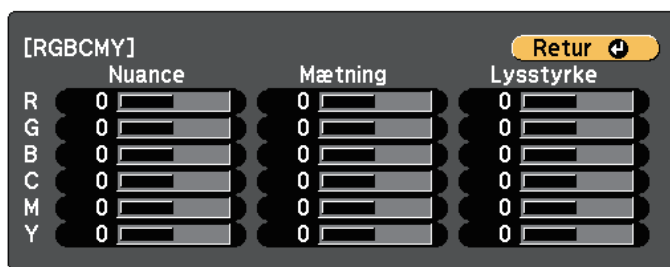 [RGBCMY] Retur
Nuance Mætning Lysstyrke
R 0 0 0
G 0 0 0
B 0 0 0
C 0 0 0
M 0 0 0
Y 0 0 0